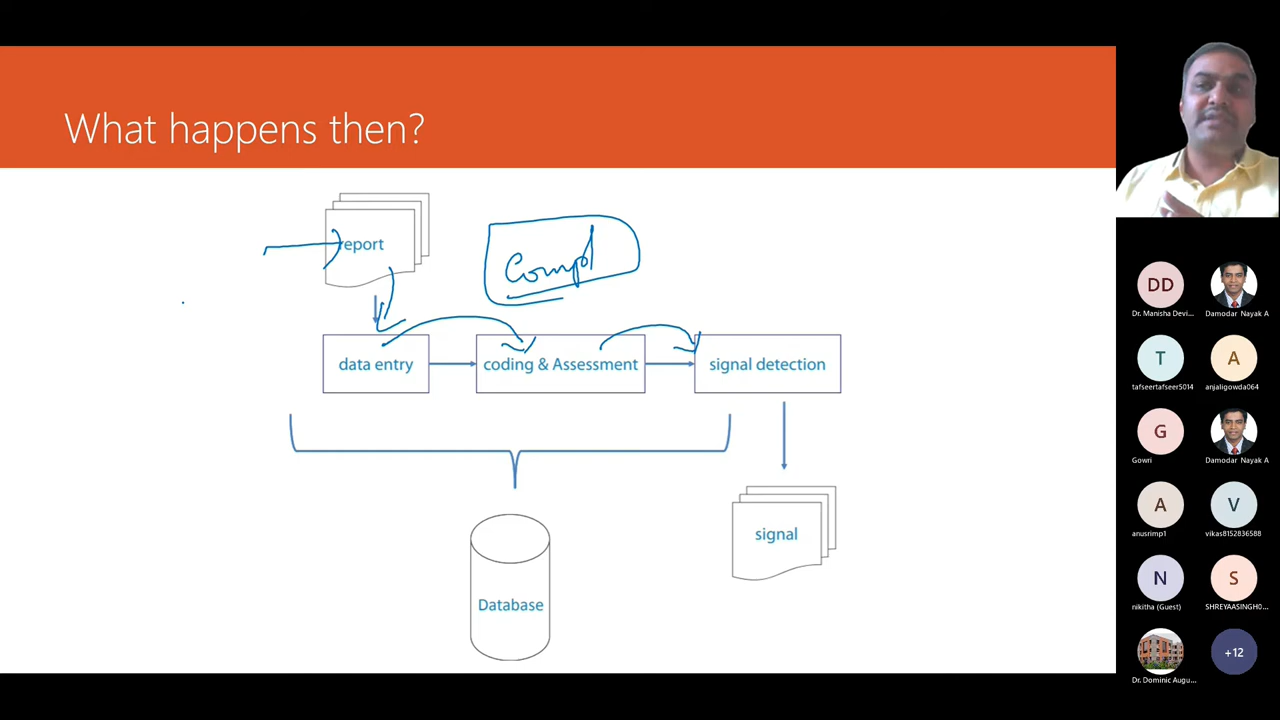 What happens then?
report
Compl
data entry
coding & Assessment
signal detection
signal
Database
DD
Dr. Manisha Devi...
Damodar Nayak A
T
tafseertafseer5014
A
anjaligowda064
G
Gowri
Damodar Nayak A
A
anusrimp1
V
vikas8152836588
N
nikitha (Guest)
S
SHREYAASINGH0...
Dr. Dominic Augu...
+12